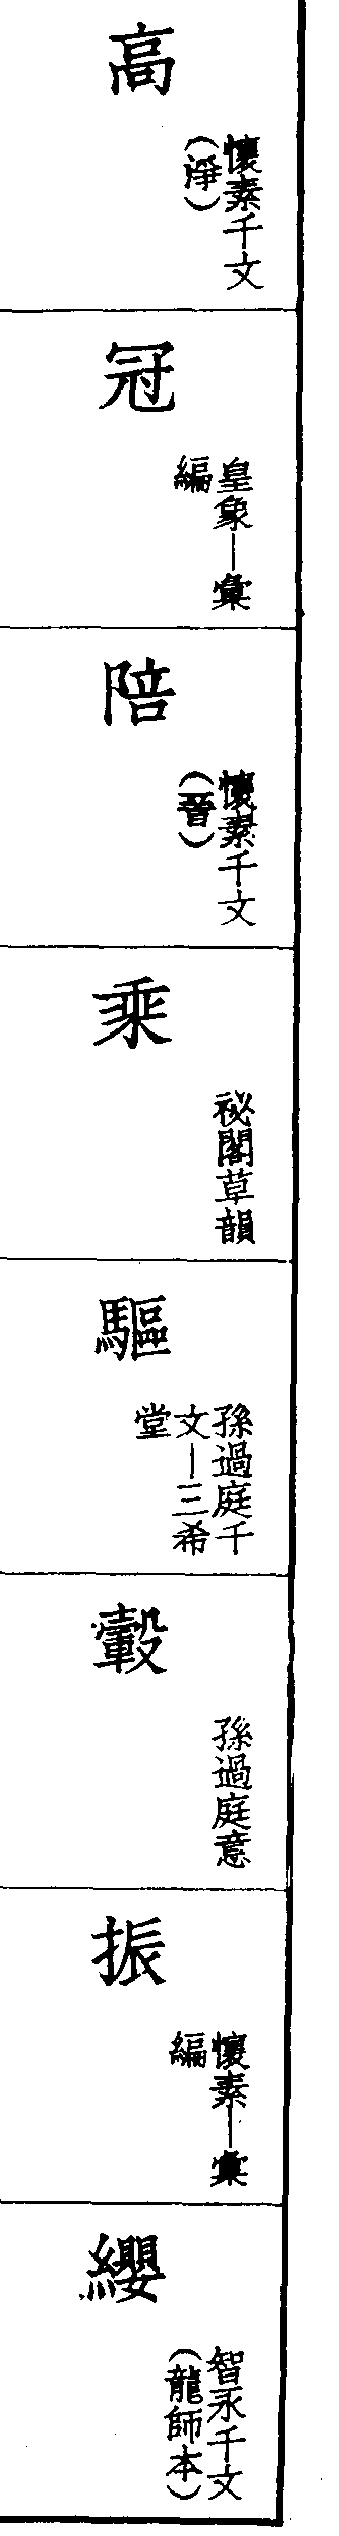 高
懷素千文
（淨）
冠
皇象—彙
編
陪
懷素千文
（晉）
乘
祕閣草韻
驅
孫過庭千
文—三希
堂
轂
孫過庭意
振
懷素—彙
編
纓
智永千文
（龍師本）